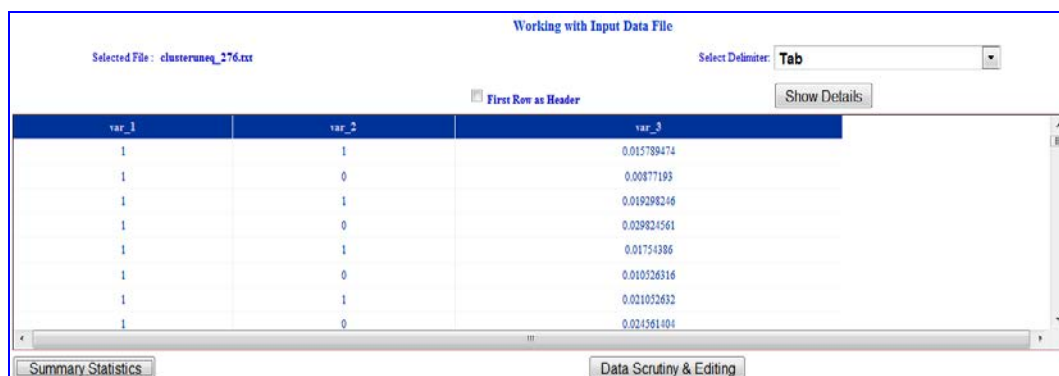 Working with Input Data File
Selected File : clusteruneq_276.txt
Select Delimiter: Tab
First Row as Header
Show Details
var_1 var_2 var_3
1 1 0.015789474
1 0 0.00877193
1 1 0.019298246
1 0 0.029824561
1 1 0.01754386
1 0 0.010526316
1 1 0.021052632
1 0 0.024561404
Summary Statistics
Data Scrutiny & Editing